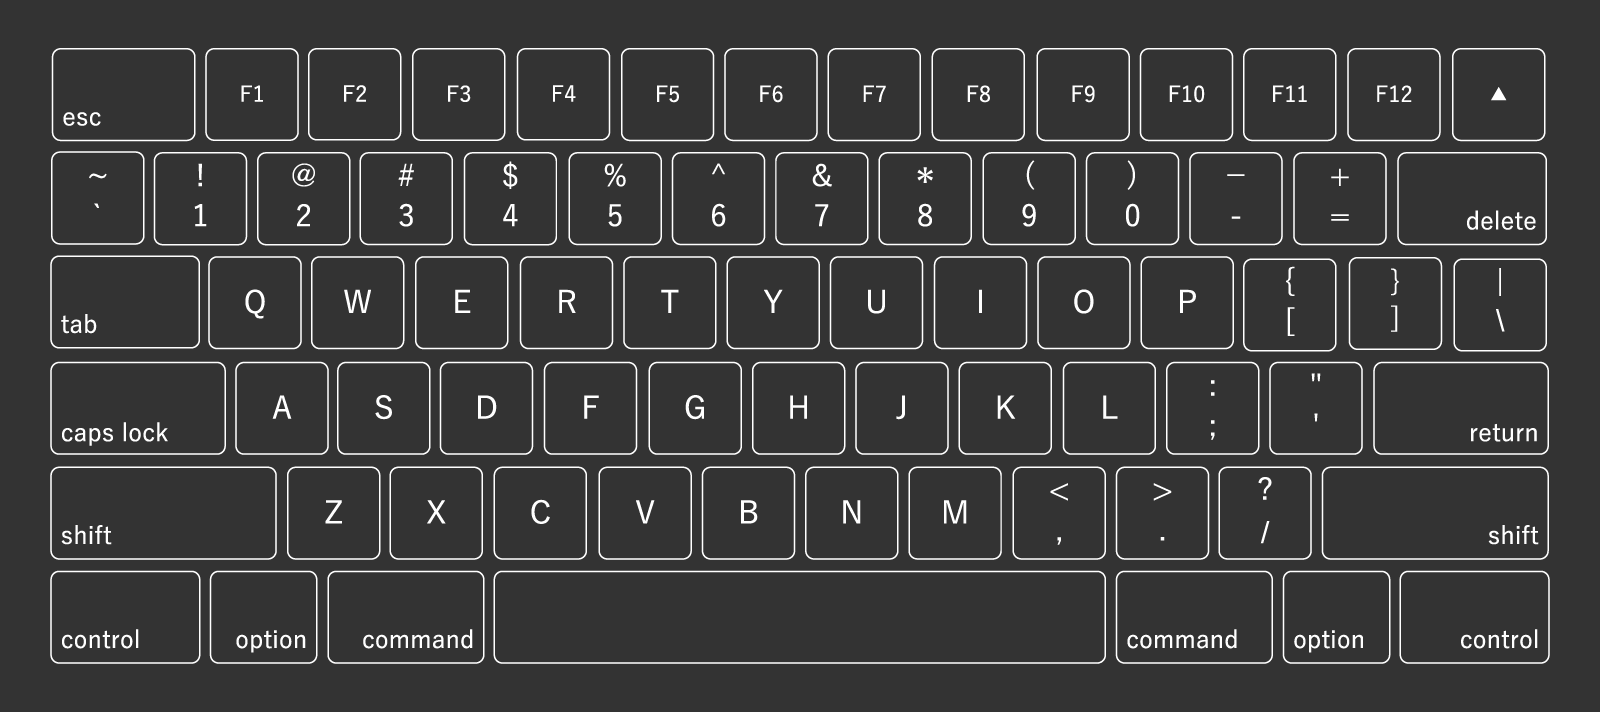 esc F1 F2 F3 F4 F5 F6 F7 F8 F9 F10 F11 F12 ▲
~ ! @ # $ % ^ & * ( ) — +
` 1 2 3 4 5 6 7 8 9 0 - = delete
tab Q W E R T Y U I O P { } |
[ ] \
caps lock A S D F G H J K L : "
; ' return
shift Z X C V B N M < > ?
, . / shift
control option command command option control